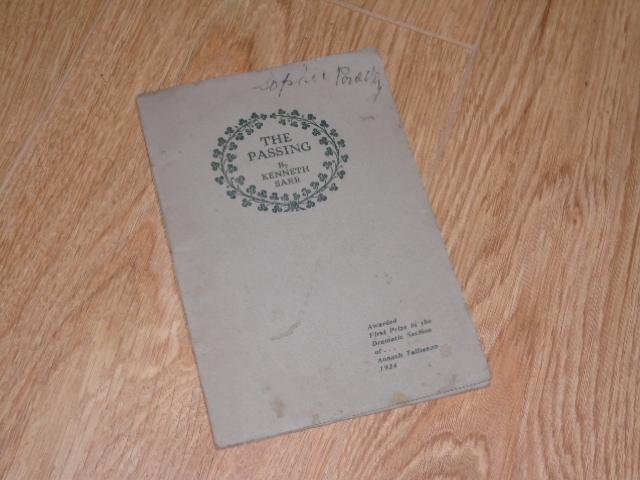 THE
PASSING
By
KENNETH
SARR
Awarded
First Prize in the
Dramatic Section
of - - -
Aonach Tailteann
1924